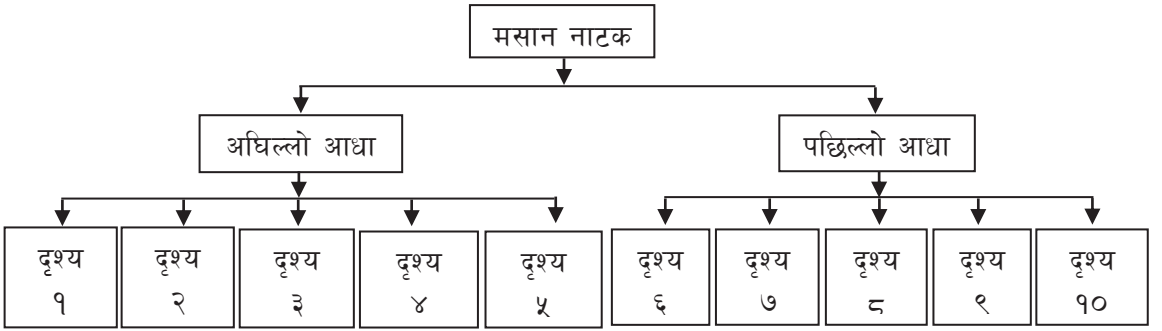 मसान नाटक
अघिल्लो आधा
पछिल्लो आधा
दृश्य
१
दृश्य
२
दृश्य
३
दृश्य
४
दृश्य
५
दृश्य
६
दृश्य
७
दृश्य
८
दृश्य
९
दृश्य
१०